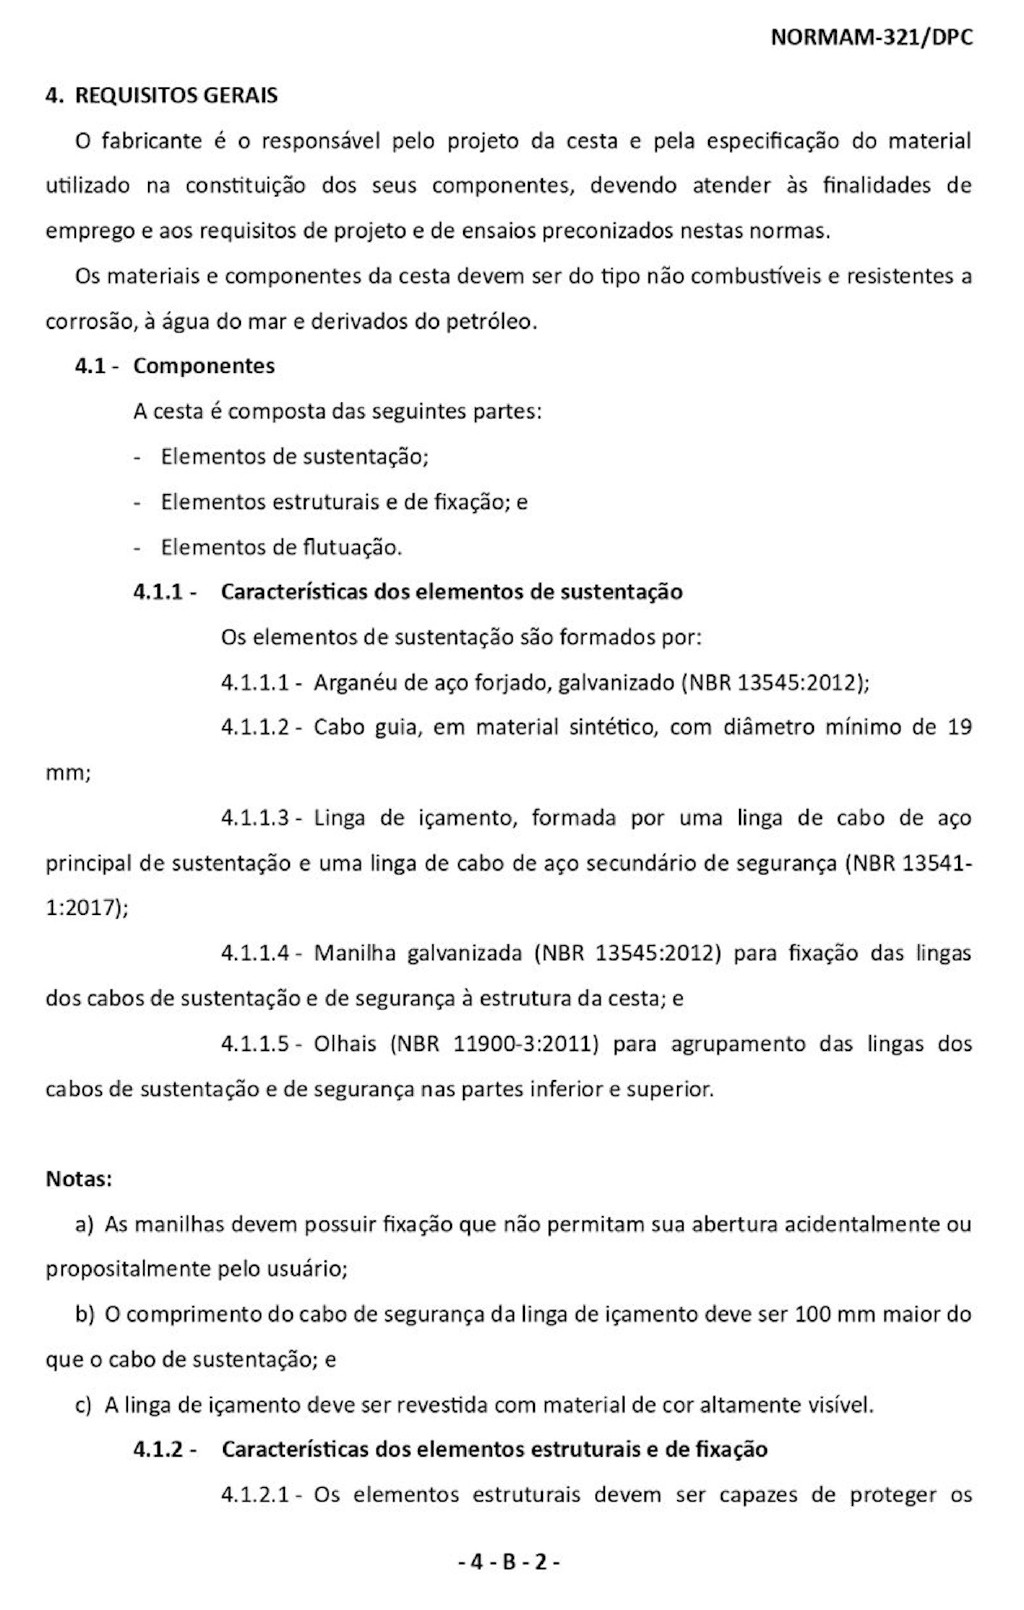 NORMAM-321/DPC
4. REQUISITOS GERAIS
O fabricante é o responsável pelo projeto da cesta e pela especificação do material
utilizado na constituição dos seus componentes, devendo atender às finalidades de
emprego e aos requisitos de projeto e de ensaios preconizados nestas normas.
Os materiais e componentes da cesta devem ser do tipo não combustíveis e resistentes a
corrosão, à água do mar e derivados do petróleo.
4.1 - Componentes
A cesta é composta das seguintes partes:
- Elementos de sustentação;
- Elementos estruturais e de fixação; e
- Elementos de flutuação.
4.1.1 - Características dos elementos de sustentação
Os elementos de sustentação são formados por:
4.1.1.1 - Arganéu de aço forjado, galvanizado (NBR 13545:2012);
4.1.1.2 - Cabo guia, em material sintético, com diâmetro mínimo de 19
mm;
4.1.1.3 - Linga de içamento, formada por uma linga de cabo de aço
principal de sustentação e uma linga de cabo de aço secundário de segurança (NBR 13541-
1:2017);
4.1.1.4 - Manilha galvanizada (NBR 13545:2012) para fixação das lingas
dos cabos de sustentação e de segurança à estrutura da cesta; e
4.1.1.5 - Olhais (NBR 11900-3:2011) para agrupamento das lingas dos
cabos de sustentação e de segurança nas partes inferior e superior.
Notas:
a) As manilhas devem possuir fixação que não permitam sua abertura acidentalmente ou
propositalmente pelo usuário;
b) O comprimento do cabo de segurança da linga de içamento deve ser 100 mm maior do
que o cabo de sustentação; e
c) A linga de içamento deve ser revestida com material de cor altamente visível.
4.1.2 - Características dos elementos estruturais e de fixação
4.1.2.1 - Os elementos estruturais devem ser capazes de proteger os
- 4 - B - 2 -